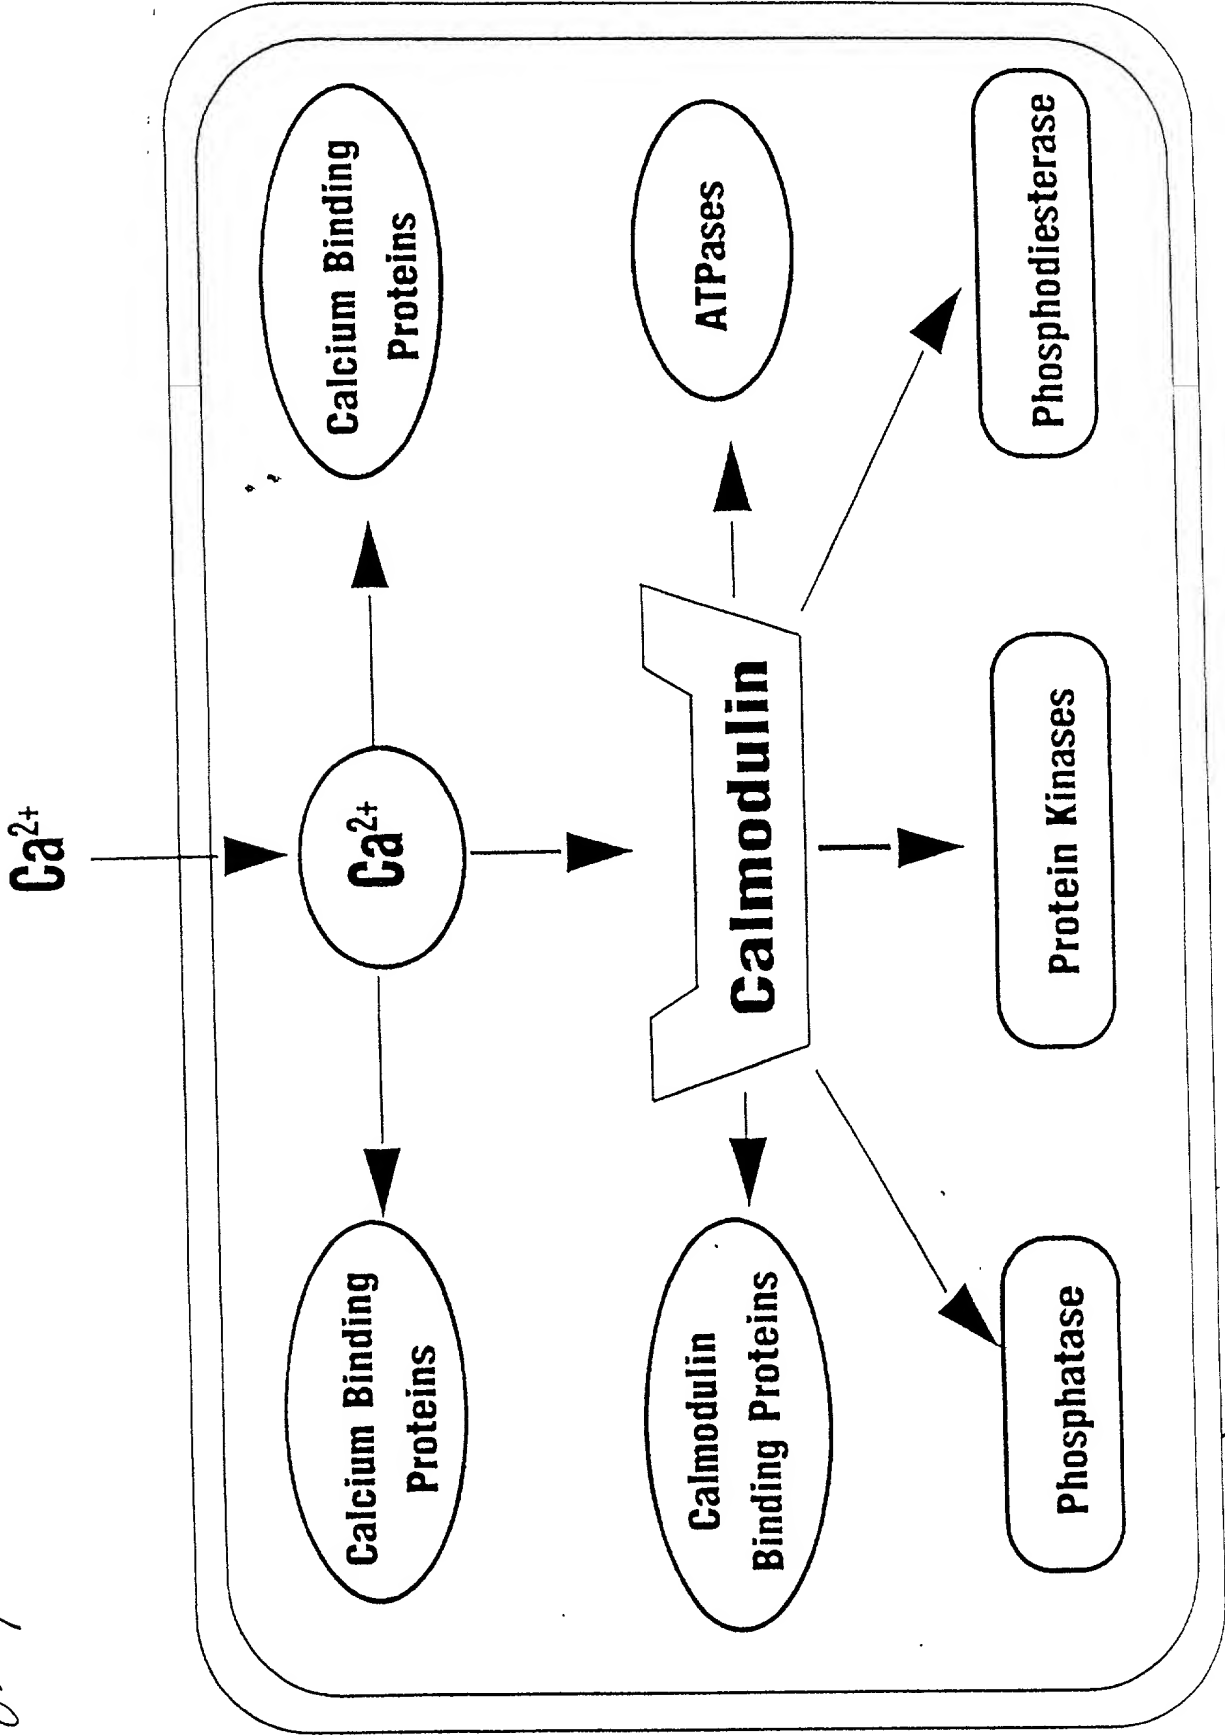 Ca2+
Calcium Binding
Proteins
Ca2+
Calcium Binding
Proteins
Calmodulin
Binding Proteins
Calmodulin
ATPases
Phosphatase
Protein Kinases
Phosphodiesterase